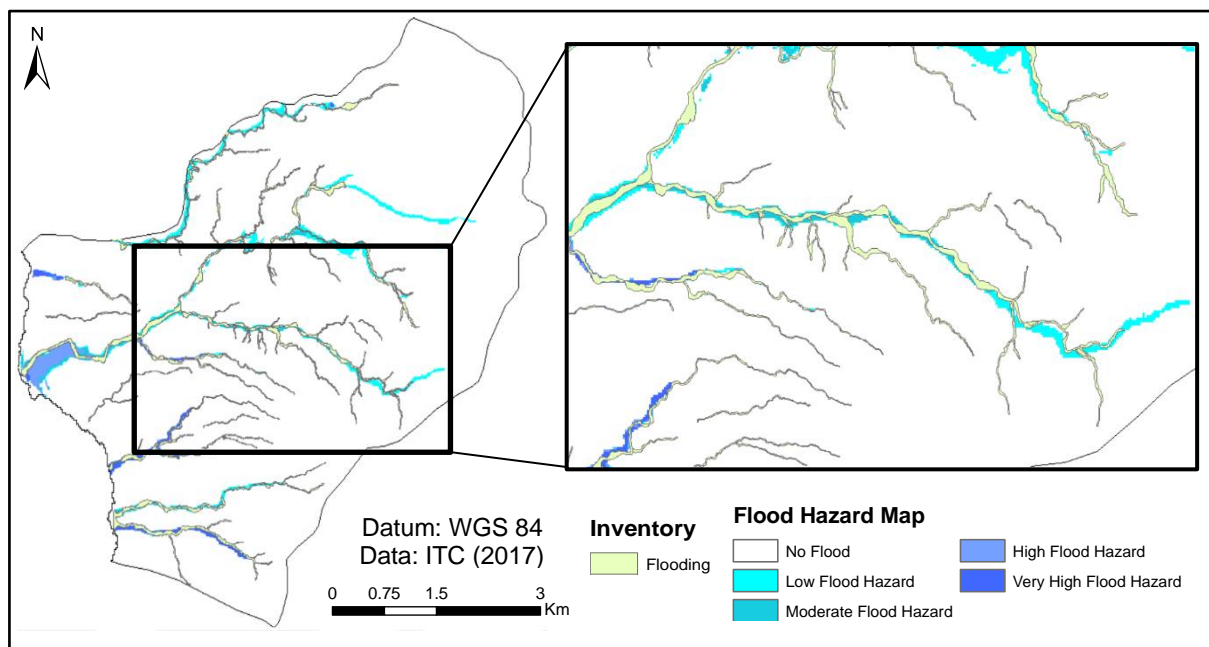 N
Datum: WGS 84
Data: ITC (2017)
0 0.75 1.5 3
Km
Inventory
Flooding
Flood Hazard Map
No Flood
Low Flood Hazard
Moderate Flood Hazard
High Flood Hazard
Very High Flood Hazard